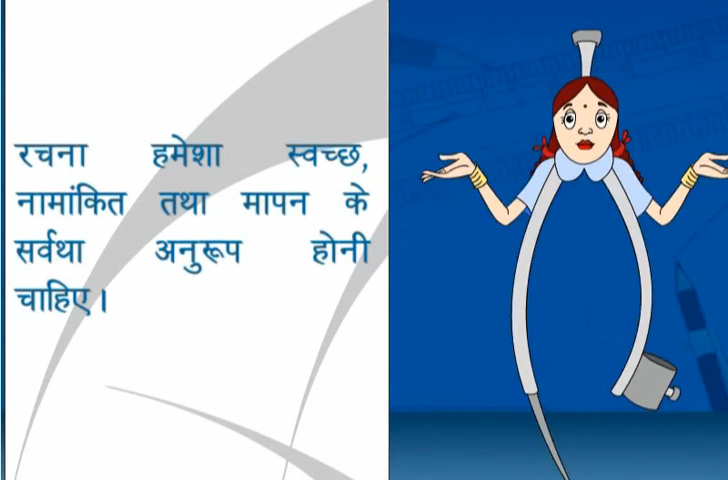 रचना हमेशा स्वच्छ,
नामांकित तथा मापन के
सर्वथा अनुरूप होनी
चाहिए।